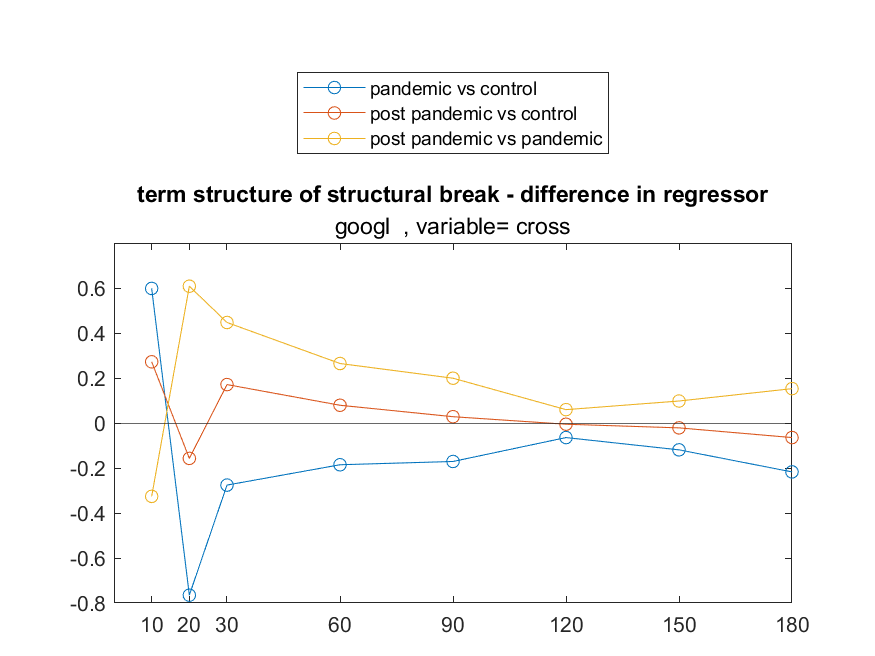 pandemic vs control
post pandemic vs control
post pandemic vs pandemic
term structure of structural break - difference in regressor
googl  , variable= cross
0.6
0.4
0.2
0
-0.2
-0.4
-0.6
-0.8
10 20 30 60 90 120 150 180